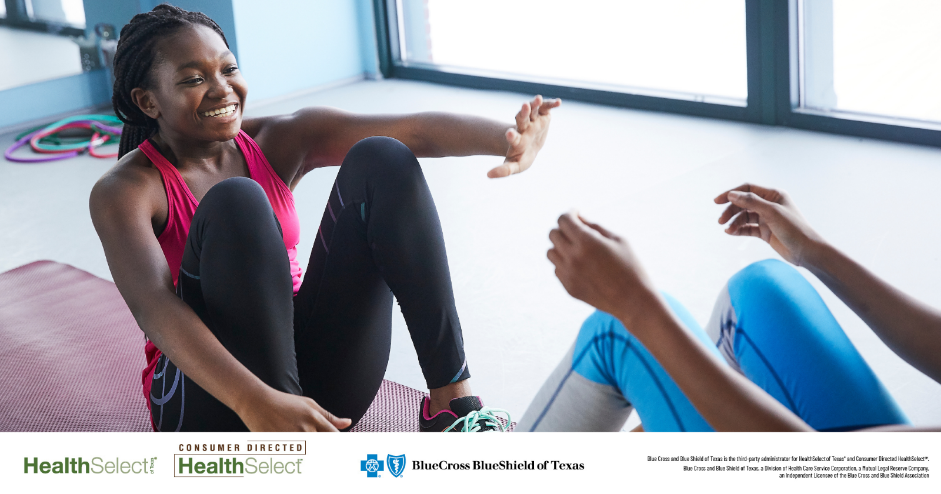 HealthSelect of Texas
CONSUMER DIRECTED
HealthSelect
BlueCross BlueShield of Texas
Blue Cross and Blue Shield of Texas is the third-party administrator for HealthSelect of Texas® and Consumer Directed HealthSelect℠.
Blue Cross and Blue Shield of Texas, a Division of Health Care Service Corporation, a Mutual Legal Reserve Company,
an Independent Licensee of the Blue Cross and Blue Shield Association